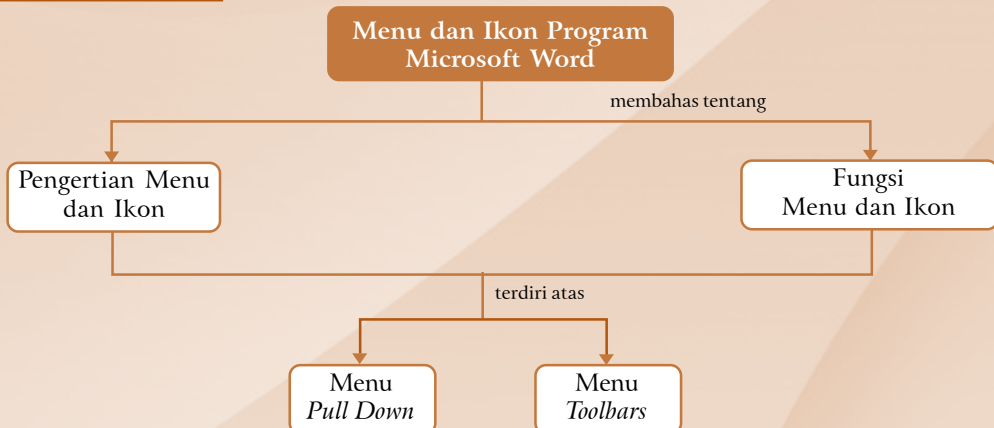 Menu dan Ikon Program
Microsoft Word
membahas tentang
Pengertian Menu
dan Ikon
Fungsi
Menu dan Ikon
terdiri atas
Menu
Pull Down
Menu
Toolbars